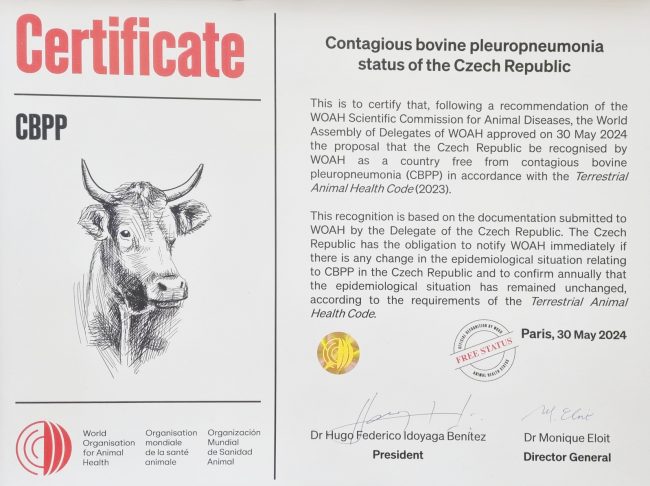 Certificate
CBPP
World
Organisation
for Animal
Health
Organisation
mondiale
de la santé
animale
Organización
Mundial
de Sanidad
Animal
Contagious bovine pleuropneumonia
status of the Czech Republic
This is to certify that, following a recommendation of the
WOAH Scientific Commission for Animal Diseases, the World
Assembly of Delegates of WOAH approved on 30 May 2024
the proposal that the Czech Republic be recognised by
WOAH as a country free from contagious bovine
pleuropneumonia (CBPP) in accordance with the Terrestrial
Animal Health Code (2023).
This recognition is based on the documentation submitted to
WOAH by the Delegate of the Czech Republic. The Czech
Republic has the obligation to notify WOAH immediately if
there is any change in the epidemiological situation relating
to CBPP in the Czech Republic and to confirm annually that
the epidemiological situation has remained unchanged,
according to the requirements of the Terrestrial Animal
Health Code.
OFFICIAL RECOGNITION BY WOAH
FREE STATUS
ANIMAL HEALTH STATUS
Paris, 30 May 2024
M. Eloit
Dr Hugo Federico Idoyaga Benítez
President
Dr Monique Eloit
Director General